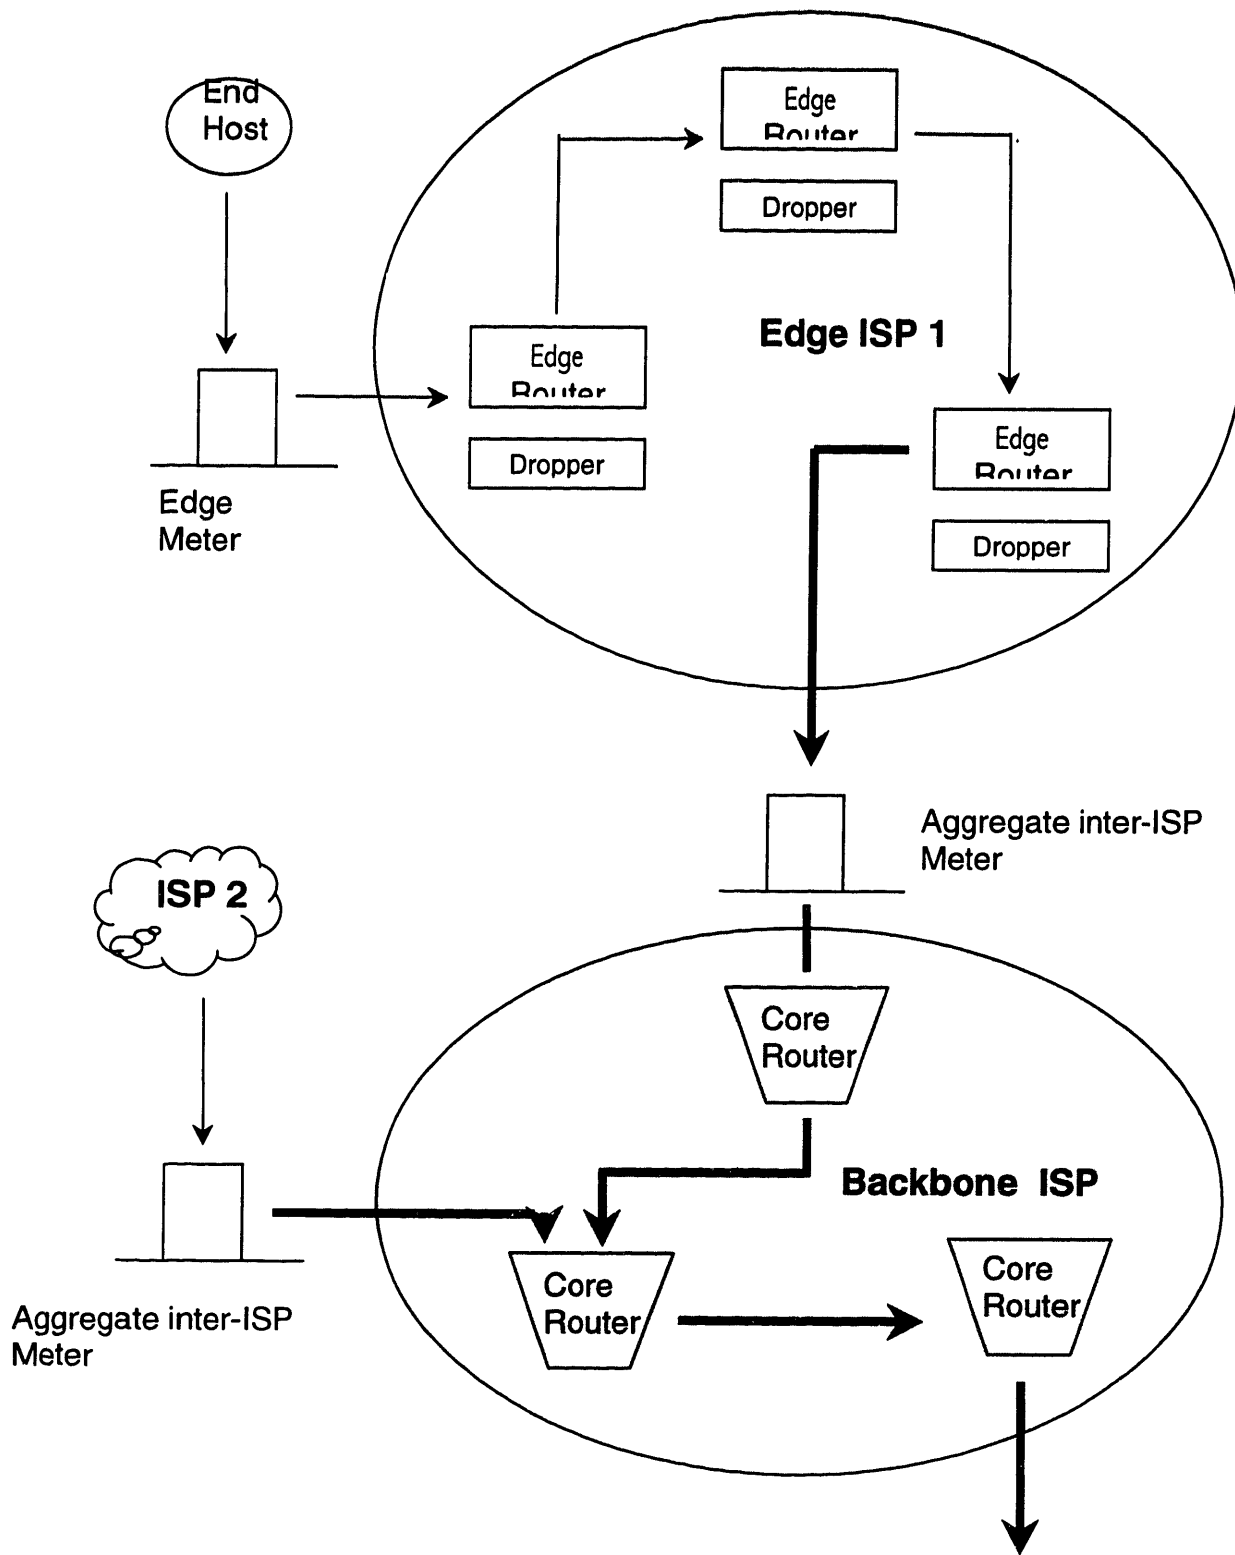 End
Host
Edge
Router
Dropper
Edge ISP 1
Edge
Router
Dropper
Edge
Router
Dropper
Edge
Meter
Aggregate inter-ISP
Meter
ISP 2
Core
Router
Backbone ISP
Core
Router
Core
Router
Aggregate inter-ISP
Meter